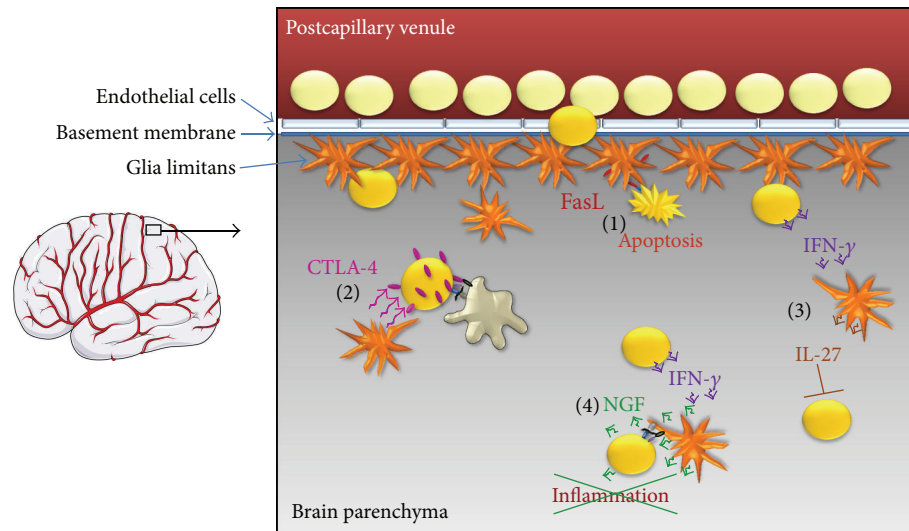 Postcapillary venule
Endothelial cells
Basement membrane
Glia limitans
FasL
(1)
Apoptosis
IFN-γ
CTLA-4
(2)
(3)
IL-27
IFN-γ
(4) NGF
Inflammation
Brain parenchyma